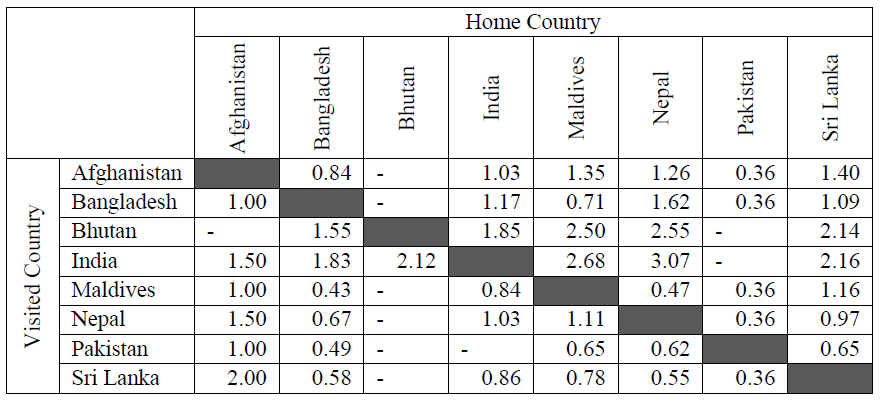 Home Country
Afghanistan Bangladesh Bhutan India Maldives Nepal Pakistan Sri Lanka
Visited Country
Afghanistan 0.84 - 1.03 1.35 1.26 0.36 1.40
Bangladesh 1.00 - 1.17 0.71 1.62 0.36 1.09
Bhutan - 1.55 1.85 2.50 2.55 - 2.14
India 1.50 1.83 2.12 2.68 3.07 - 2.16
Maldives 1.00 0.43 - 0.84 0.47 0.36 1.16
Nepal 1.50 0.67 - 1.03 1.11 0.36 0.97
Pakistan 1.00 0.49 - - 0.65 0.62 0.65
Sri Lanka 2.00 0.58 - 0.86 0.78 0.55 0.36